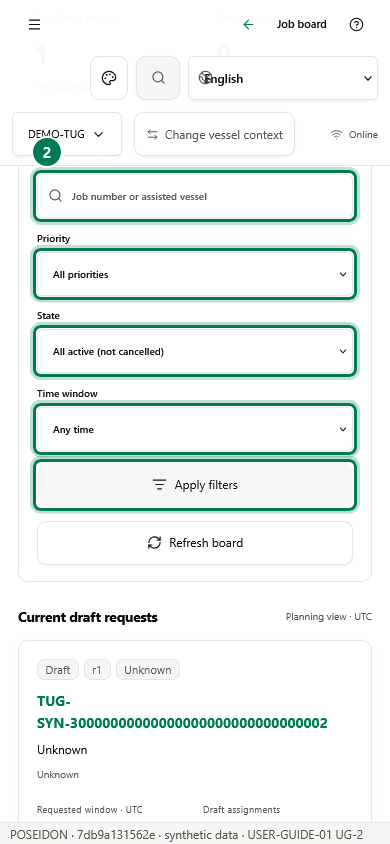 Job board
English
DEMO-TUG
Change vessel context
Online
2
Job number or assisted vessel
Priority
All priorities
State
All active (not cancelled)
Time window
Any time
Apply filters
Refresh board
Current draft requests
Planning view · UTC
Draft
r1
Unknown
TUG-
SYN-30000000000000000000000000000002
Unknown
Unknown
Requested window · UTC
Draft assignments
POSEIDON · 7db9a131562e · synthetic data · USER-GUIDE-01 UG-2